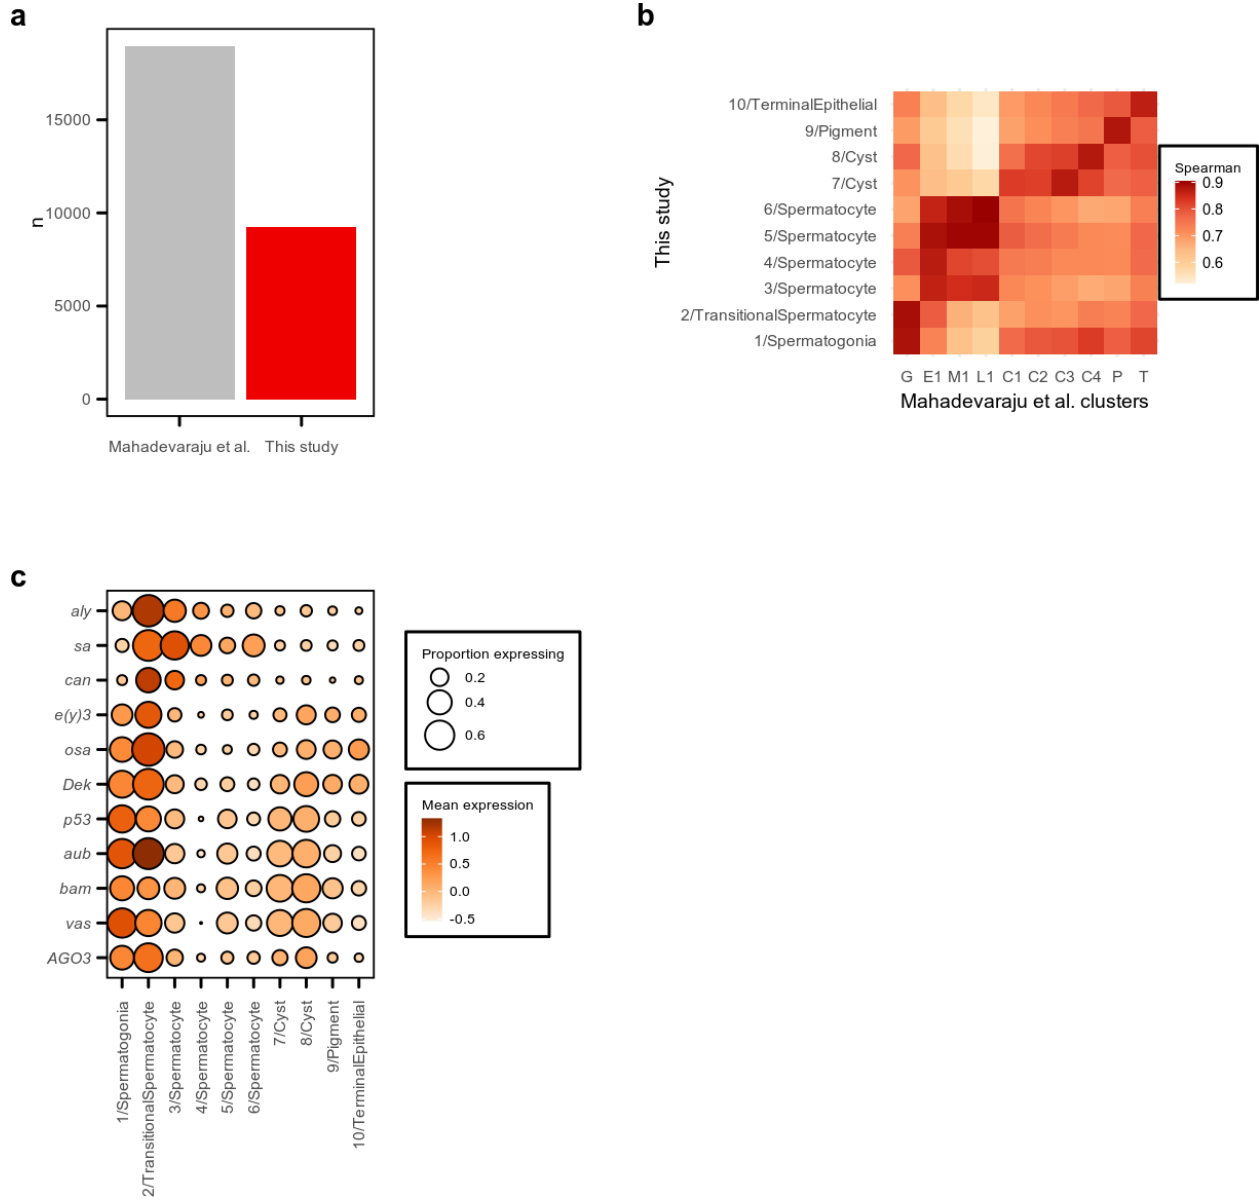 a
n
15000
10000
5000
0
Mahadevaraju et al. This study
b
This study
10/TerminalEpithelial
9/Pigment
8/Cyst
7/Cyst
6/Spermatocyte
5/Spermatocyte
4/Spermatocyte
3/Spermatocyte
2/TransitionalSpermatocyte
1/Spermatogonia
G E1 M1 L1 C1 C2 C3 C4 P T
Mahadevaraju et al. clusters
Spearman
0.9
0.8
0.7
0.6
c
aly
sa
can
e(y)3
osa
Dek
p53
aub
bam
vas
AGO3
1/Spermatogonia
2/TransitionalSpermatocyte
3/Spermatocyte
4/Spermatocyte
5/Spermatocyte
6/Spermatocyte
7/Cyst
8/Cyst
9/Pigment
10/TerminalEpithelial
Proportion expressing
0.2
0.4
0.6
Mean expression
1.0
0.5
0.0
-0.5